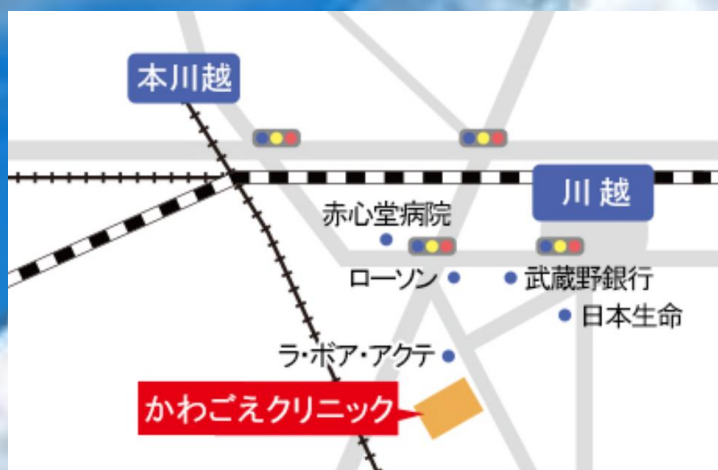 本川越
川越
赤心堂病院
ローソン
武蔵野銀行
日本生命
ラ・ボア・アクテ
かわごえクリニック